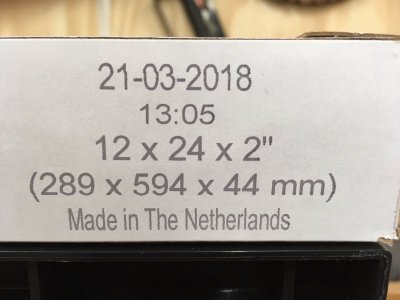 21-03-2018
13:05
12 x 24 x 2"
(289 x 594 x 44 mm)
Made in The Netherlands